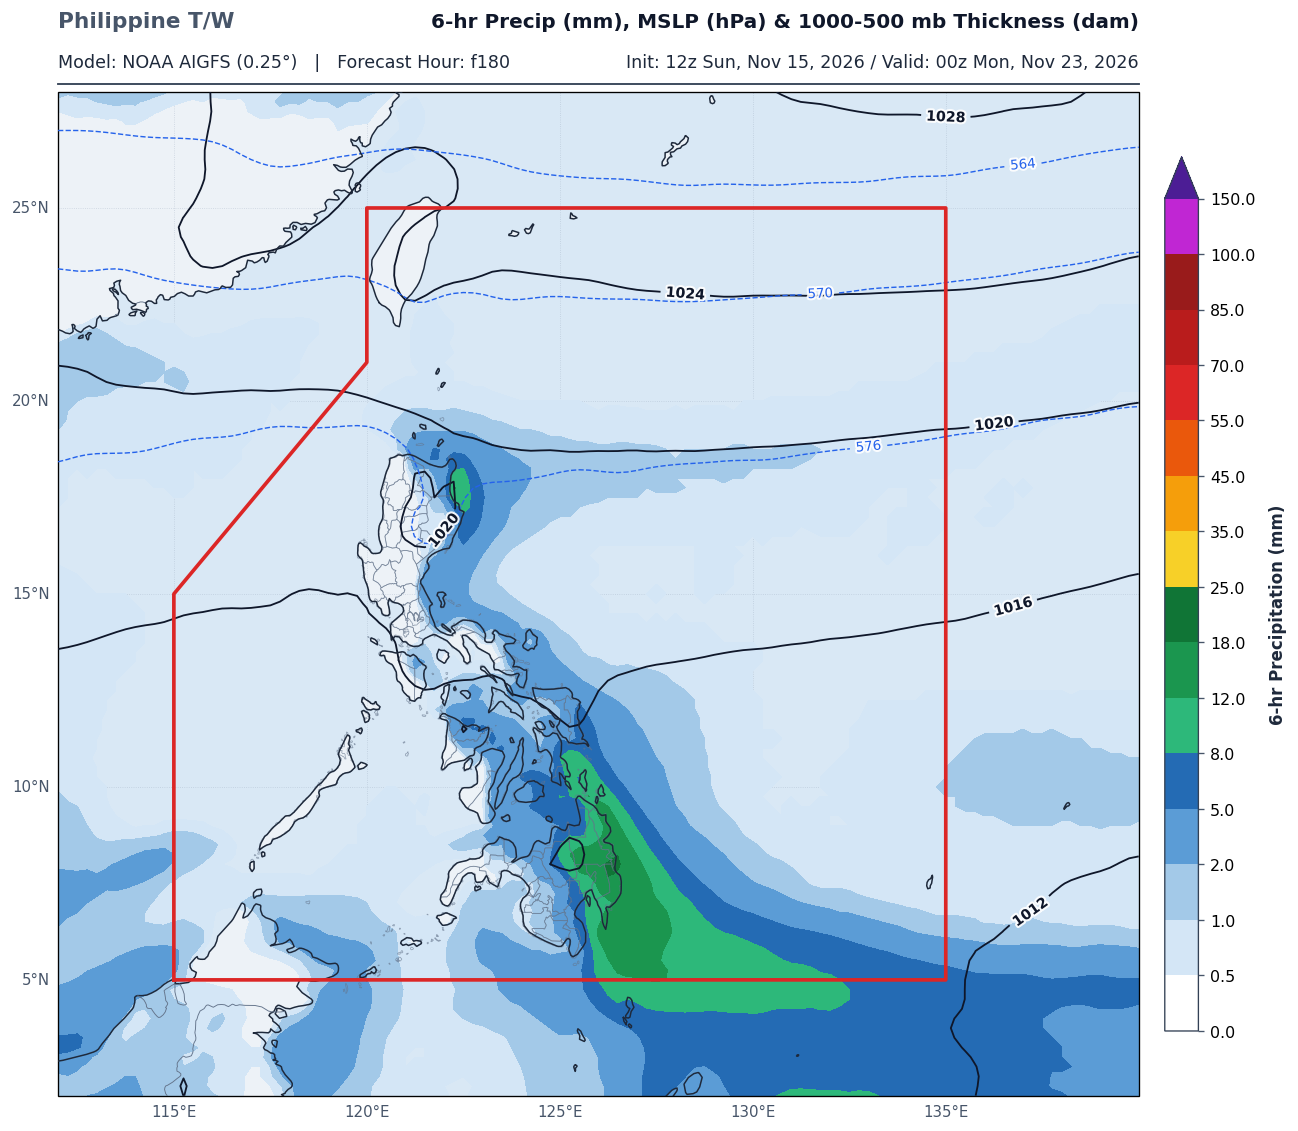 Philippine T/W
6-hr Precip (mm), MSLP (hPa) & 1000-500 mb Thickness (dam)
Model: NOAA AIGFS (0.25°) | Forecast Hour: f180
Init: 12z Sun, Nov 15, 2026 / Valid: 00z Mon, Nov 23, 2026
1028
564
25°N
1024
570
20°N
1020
576
1020
15°N
1016
10°N
1012
5°N
115°E
120°E
125°E
130°E
135°E
150.0
100.0
85.0
70.0
55.0
45.0
35.0
25.0
18.0
12.0
8.0
5.0
2.0
1.0
0.5
0.0
6-hr Precipitation (mm)